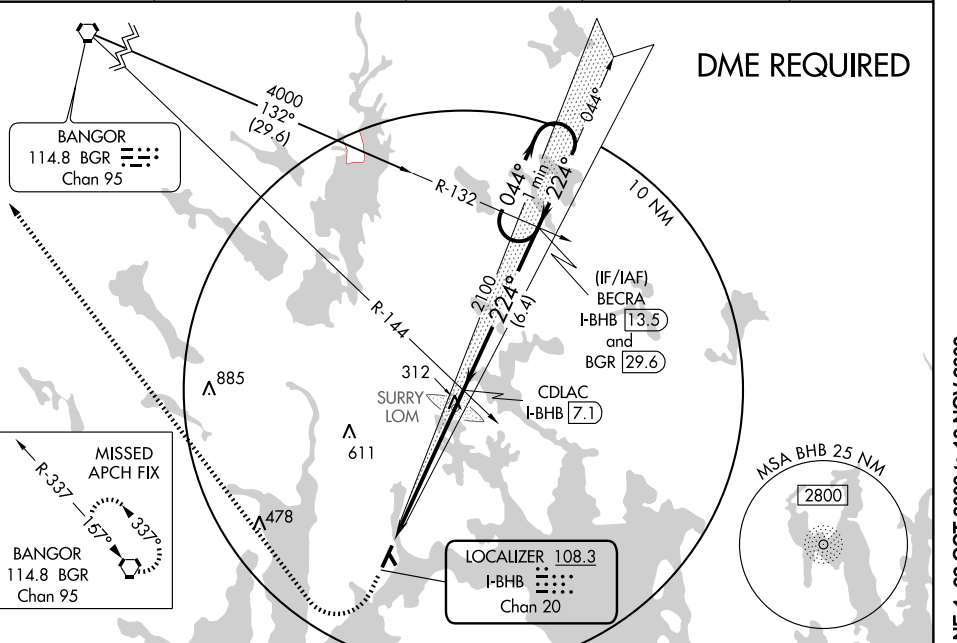 DME REQUIRED
4000
132°
(29.6)
BANGOR
114.8 BGR
Chan 95
R-132
044°
1 min
224°
044°
10 NM
2100
224°
(6.4)
(IF/IAF)
BECRA
I-BHB 13.5
and
BGR 29.6
R-144
312
SURRY
LOM
CDLAC
I-BHB 7.1
885
611
478
MISSED
APCH FIX
R-337
157°
337°
BANGOR
114.8 BGR
Chan 95
LOCALIZER 108.3
I-BHB
Chan 20
MSA BHB 25 NM
2800